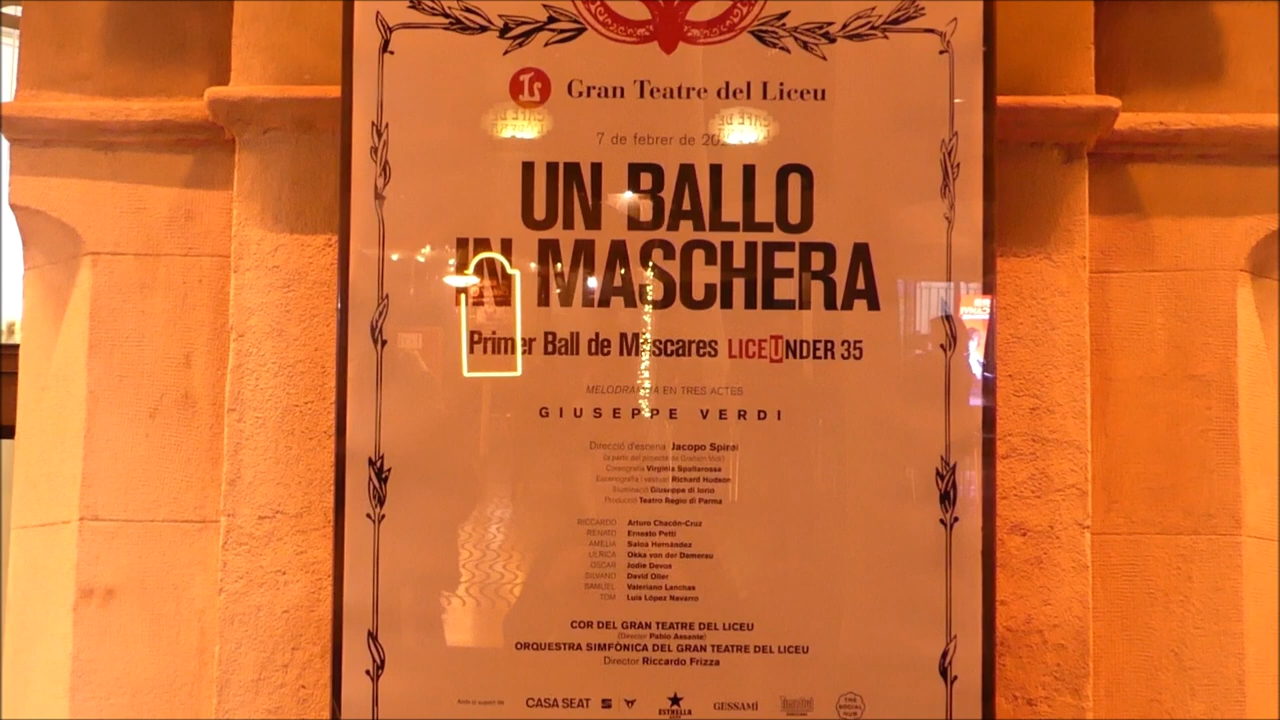 Gran Teatre del Liceu
7 de febrer de
UN BALLO
IN MASCHERA
Primer Ball de Màscares LICEUNDER 35
MELODRAMMA EN TRES ACTES
GIUSEPPE VERDI
Direcció d'escena Jacopo Spirei
(a partir del projecte de Graham Vick)
Coreografia Virginia Spallarossa
Escenografia i vestuari Richard Hudson
Il·luminació Giuseppe di Iorio
Producció Teatro Regio di Parma
RICCARDO Arturo Chacón-Cruz
RENATO Ernesto Petti
AMELIA Saioa Hernández
ULRICA Okka von der Damerau
OSCAR Jodie Devos
SILVANO David Oller
SAMUEL Valeriano Lanchas
TOM Luis López Navarro
COR DEL GRAN TEATRE DEL LICEU
(Director Pablo Assante)
ORQUESTRA SIMFÒNICA DEL GRAN TEATRE DEL LICEU
Director Riccardo Frizza
Amb el suport de CASA SEAT ESTRELLA GESSAMÍ THE SOCIAL HUB